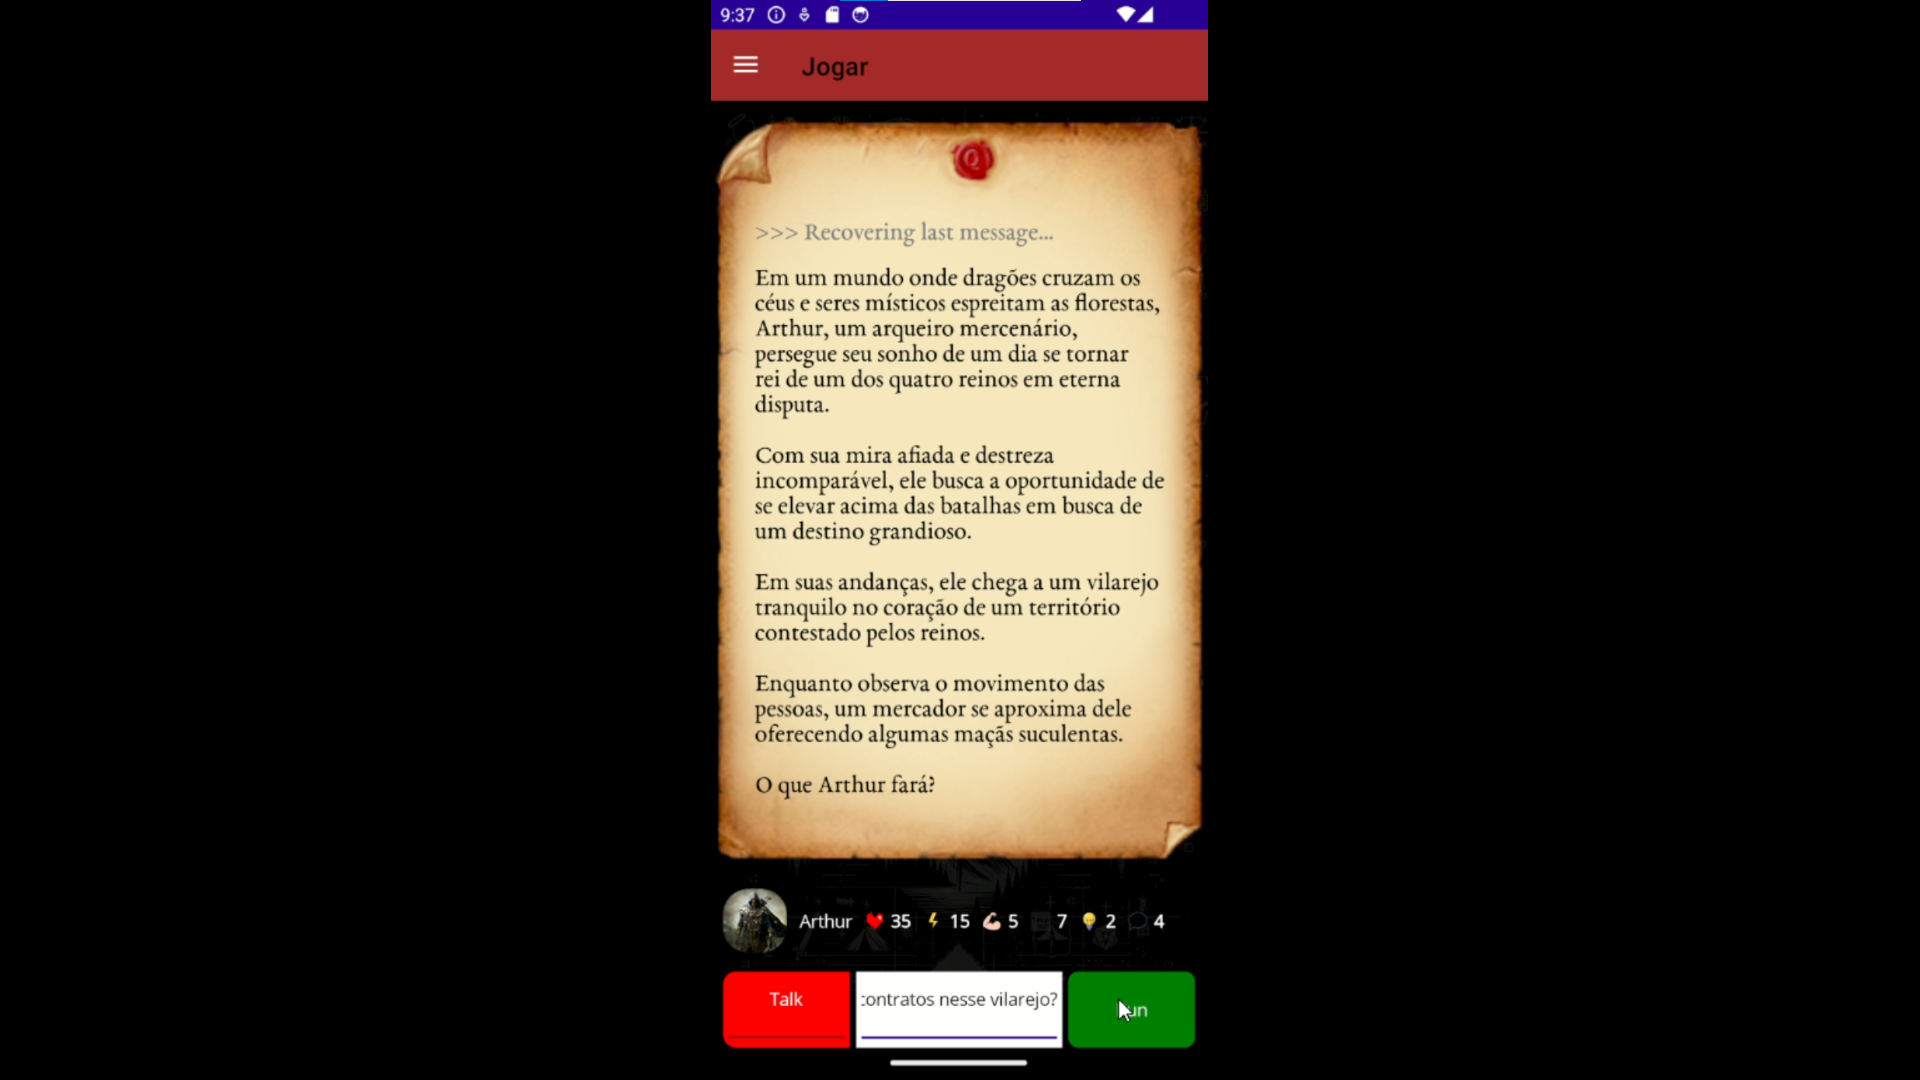 9:37
Jogar
Q
>>> Recovering last message...
Em um mundo onde dragões cruzam os
céus e seres místicos espreitam as florestas,
Arthur, um arqueiro mercenário,
persegue seu sonho de um dia se tornar
rei de um dos quatro reinos em eterna
disputa.
Com sua mira afiada e destreza
incomparável, ele busca a oportunidade de
se elevar acima das batalhas em busca de
um destino grandioso.
Em suas andanças, ele chega a um vilarejo
tranquilo no coração de um território
contestado pelos reinos.
Enquanto observa o movimento das
pessoas, um mercador se aproxima dele
oferecendo algumas maçãs suculentas.
O que Arthur fará?
Arthur 35 15 5 7 2 4
Talk
contratos nesse vilarejo?